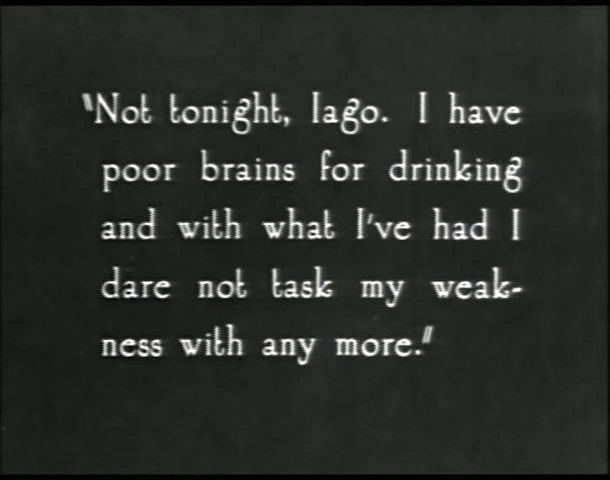 "Not tonight, Iago. I have
poor brains for drinking
and with what I've had I
dare not task my weak-
ness with any more."